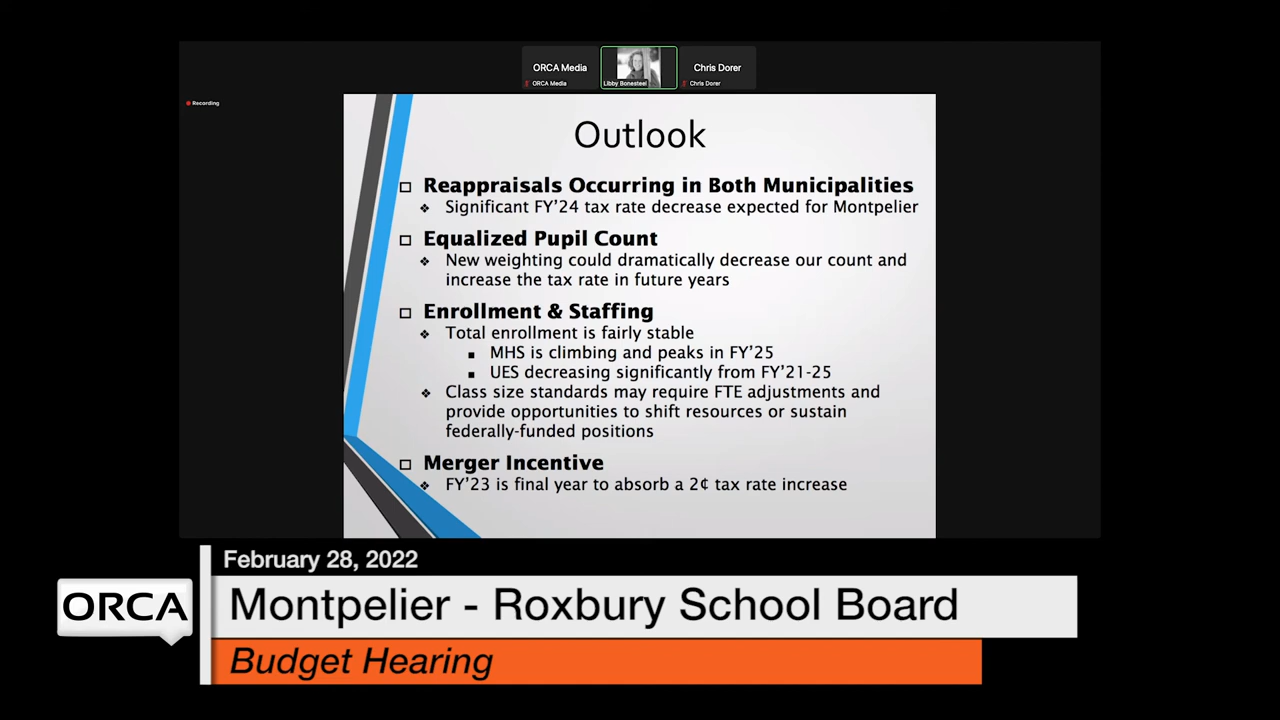 ORCA Media
Chris Dorer
ORCA Media
Libby Bonesteel
Chris Dorer
Recording
Outlook
Reappraisals Occurring in Both Municipalities
Significant FY'24 tax rate decrease expected for Montpelier
Equalized Pupil Count
New weighting could dramatically decrease our count and
increase the tax rate in future years
Enrollment & Staffing
Total enrollment is fairly stable
MHS is climbing and peaks in FY'25
UES decreasing significantly from FY'21-25
Class size standards may require FTE adjustments and
provide opportunities to shift resources or sustain
federally-funded positions
Merger Incentive
FY'23 is final year to absorb a 2¢ tax rate increase
February 28, 2022
ORCA
Montpelier - Roxbury School Board
Budget Hearing